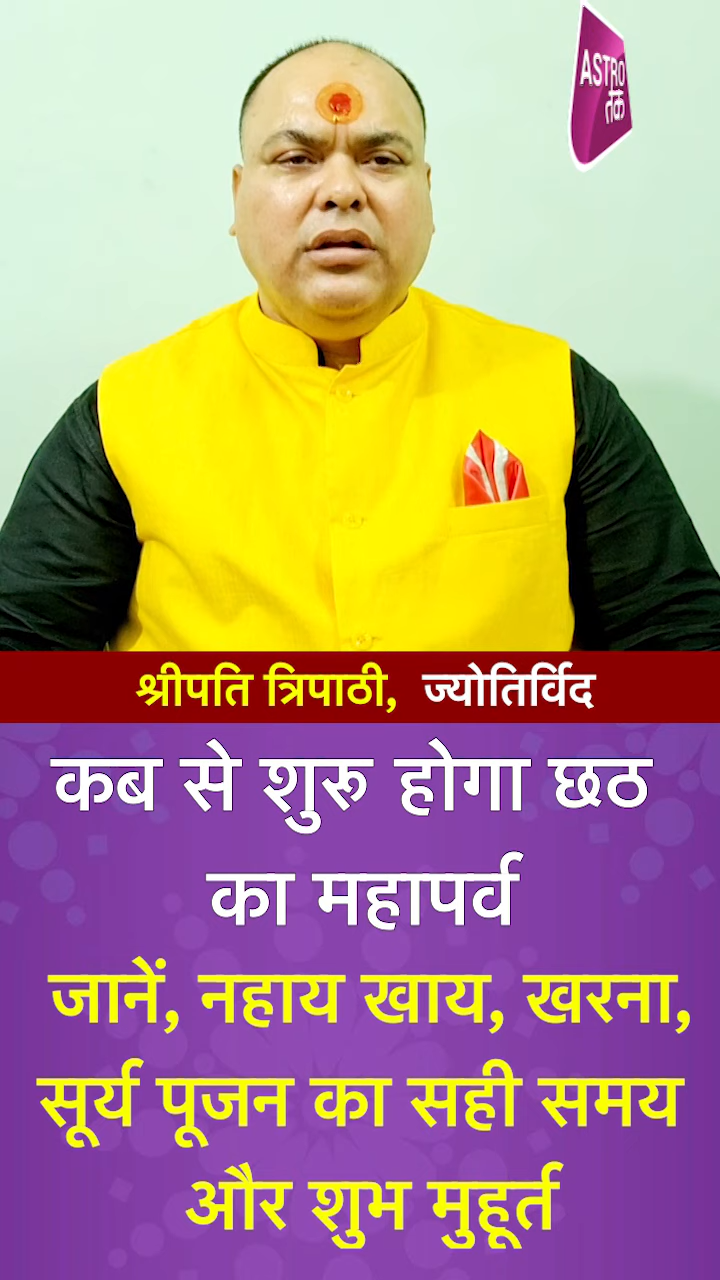 ASTRO
तक
श्रीपति त्रिपाठी, ज्योतिर्विद
कब से शुरू होगा छठ
का महापर्व
जानें, नहाय खाय, खरना,
सूर्य पूजन का सही समय
और शुभ मुहूर्त